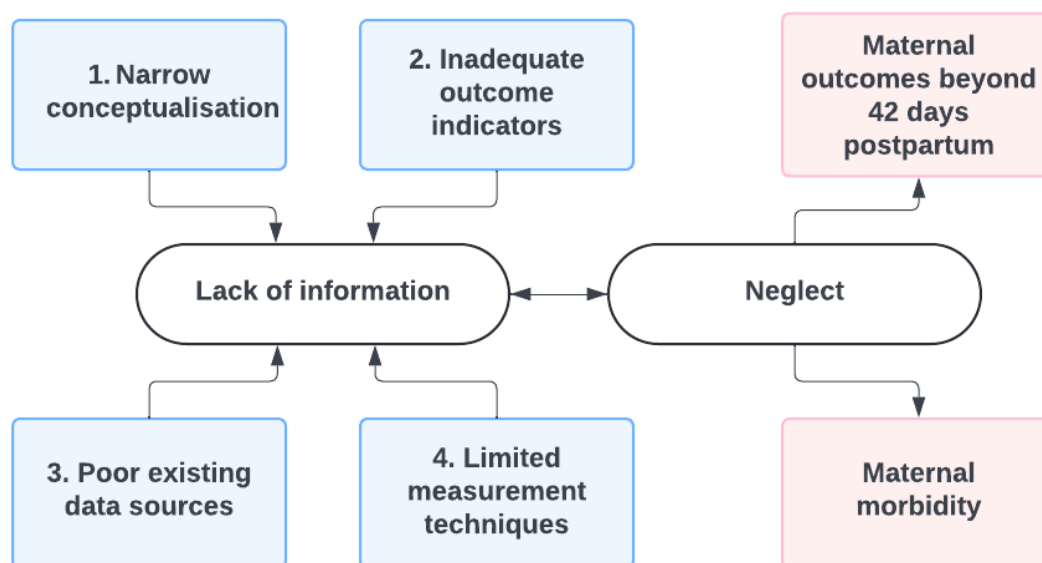 1. Narrow
conceptualisation
2. Inadequate
outcome
indicators
Maternal
outcomes beyond
42 days
postpartum
Lack of information
Neglect
3. Poor existing
data sources
4. Limited
measurement
techniques
Maternal
morbidity